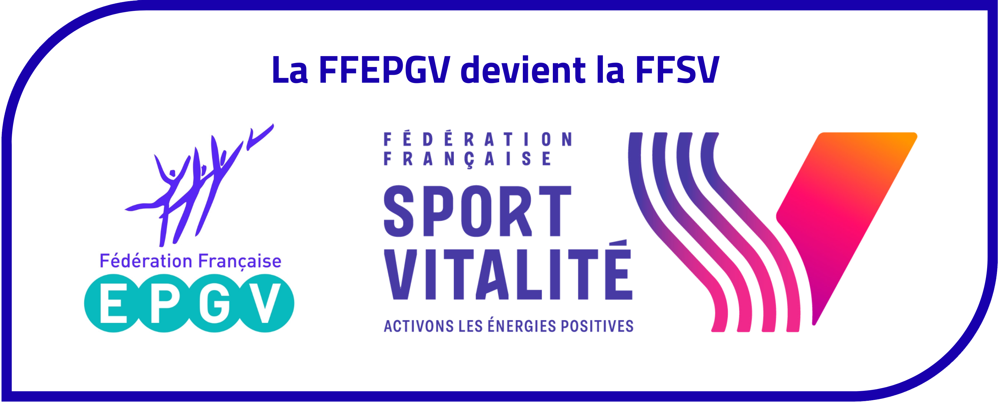 La FFEPGV devient la FFSV
Fédération Française
EPGV
FÉDÉRATION
FRANÇAISE
SPORT
VITALITÉ
ACTIVONS LES ÉNERGIES POSITIVES